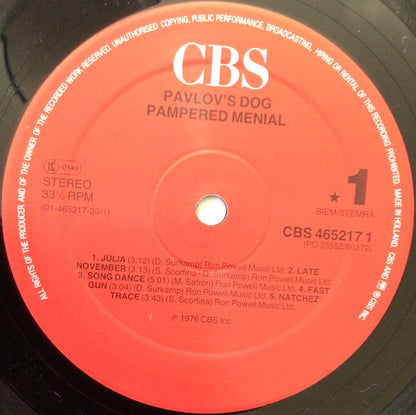 ALL RIGHTS OF THE PRODUCER AND OF THE OWNER OF THE RECORDED WORK RESERVED. UNAUTHORISED COPYING, PUBLIC PERFORMANCE, BROADCASTING, HIRING OR RENTAL OF THIS RECORDING PROHIBITED. MADE IN HOLLAND. CBS AND ® CBS INC.
CBS
PAVLOV'S DOG
PAMPERED MENIAL
IC -0149
STEREO
33⅓ RPM
(01-465217-20-1)
★ 1
BIEM/STEMRA
CBS 465217 1
(PC 33552/80272)
1. JULIA (3:12) (D. Surkamp) Ron Powell Music Ltd. 2. LATE
NOVEMBER (3:13) (S. Scorfina - D. Surkamp) Ron Powell Music Ltd.
3. SONG DANCE (5:01) (M. Safron) Ron Powell Music Ltd. 4. FAST
GUN (3.04) (D. Surkamp) Ron Powell Music Ltd. 5. NATCHEZ
TRACE (3:43) (S. Scorfina) Ron Powell Music Ltd.
℗ 1976 CBS Inc.